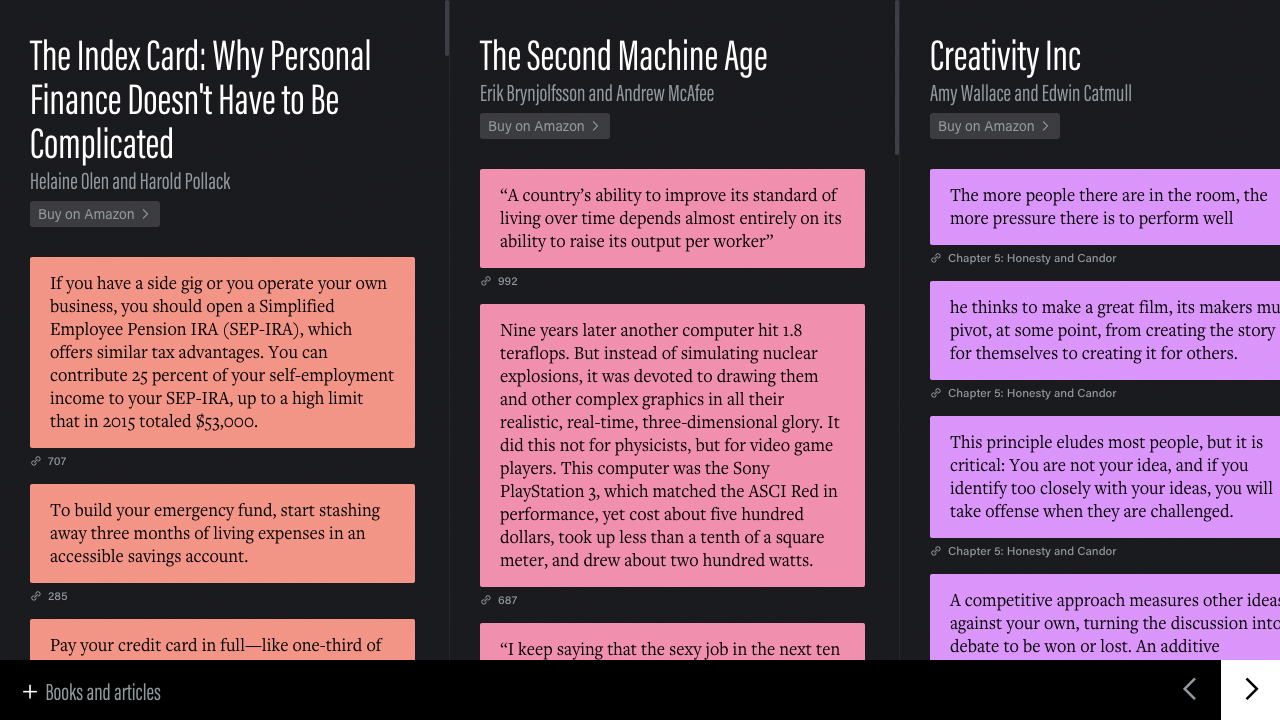 The Index Card: Why Personal
Finance Doesn't Have to Be
Complicated
Helaine Olen and Harold Pollack
Buy on Amazon
If you have a side gig or you operate your own
business, you should open a Simplified
Employee Pension IRA (SEP-IRA), which
offers similar tax advantages. You can
contribute 25 percent of your self-employment
income to your SEP-IRA, up to a high limit
that in 2015 totaled $53,000.
707
To build your emergency fund, start stashing
away three months of living expenses in an
accessible savings account.
285
Pay your credit card in full—like one-third of
The Second Machine Age
Erik Brynjolfsson and Andrew McAfee
Buy on Amazon
“A country’s ability to improve its standard of
living over time depends almost entirely on its
ability to raise its output per worker”
992
Nine years later another computer hit 1.8
teraflops. But instead of simulating nuclear
explosions, it was devoted to drawing them
and other complex graphics in all their
realistic, real-time, three-dimensional glory. It
did this not for physicists, but for video game
players. This computer was the Sony
PlayStation 3, which matched the ASCI Red in
performance, yet cost about five hundred
dollars, took up less than a tenth of a square
meter, and drew about two hundred watts.
687
“I keep saying that the sexy job in the next ten
Creativity Inc
Amy Wallace and Edwin Catmull
Buy on Amazon
The more people there are in the room, the
more pressure there is to perform well
Chapter 5: Honesty and Candor
he thinks to make a great film, its makers mu
pivot, at some point, from creating the story
for themselves to creating it for others.
Chapter 5: Honesty and Candor
This principle eludes most people, but it is
critical: You are not your idea, and if you
identify too closely with your ideas, you will
take offense when they are challenged.
Chapter 5: Honesty and Candor
A competitive approach measures other ideas
against your own, turning the discussion into
debate to be won or lost. An additive
Books and articles